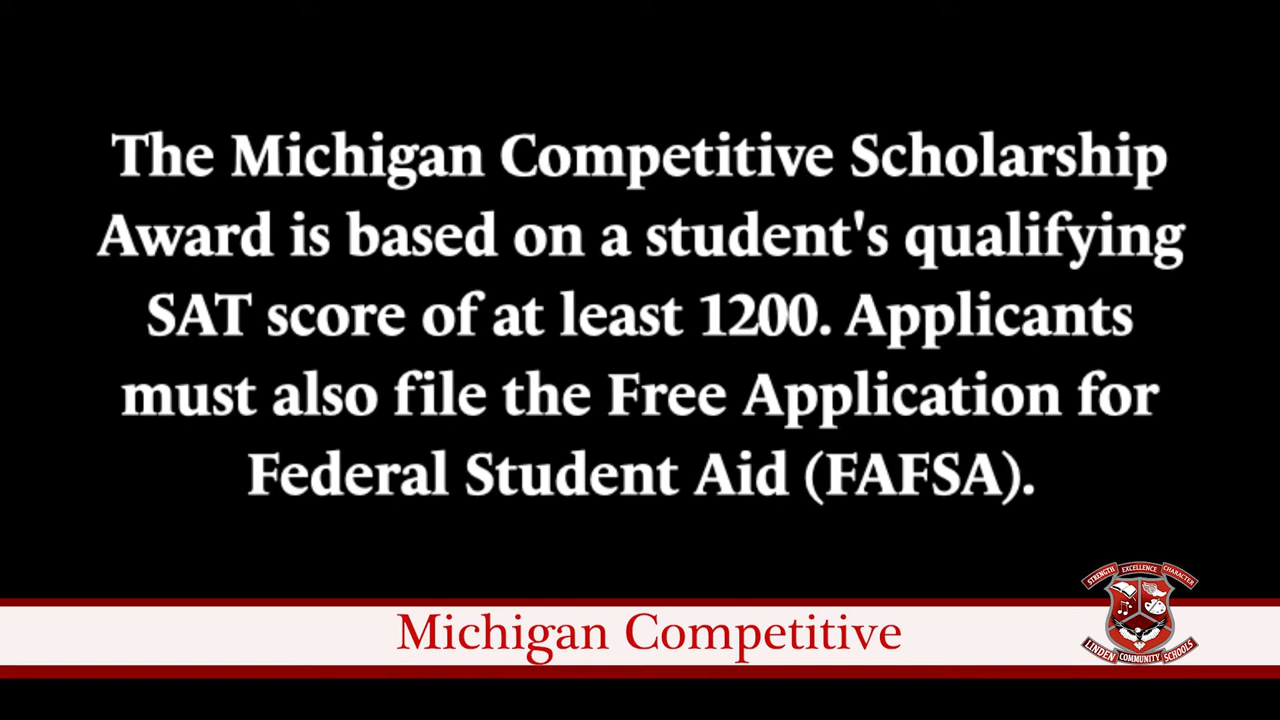 The Michigan Competitive Scholarship
Award is based on a student's qualifying
SAT score of at least 1200. Applicants
must also file the Free Application for
Federal Student Aid (FAFSA).
STRENGTH EXCELLENCE CHARACTER
Michigan Competitive
LINDEN COMMUNITY SCHOOLS